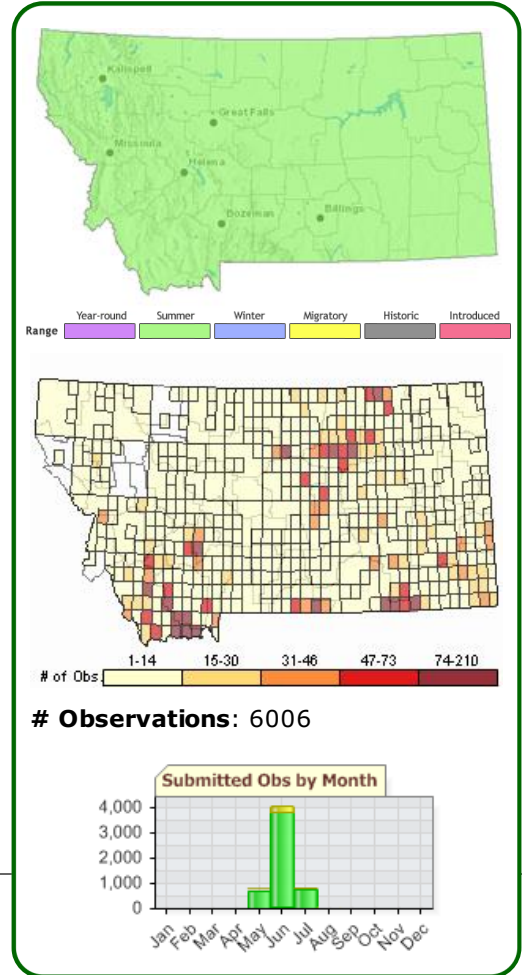 Kalispell
Great Falls
Missoula
Helena
Bozeman
Billings
Year-round Summer Winter Migratory Historic Introduced
Range
1-14 15-30 31-46 47-73 74-210
# of Obs.
# Observations: 6006
Submitted Obs by Month
4,000
3,000
2,000
1,000
0
Jan Feb Mar Apr May Jun Jul Aug Sep Oct Nov Dec